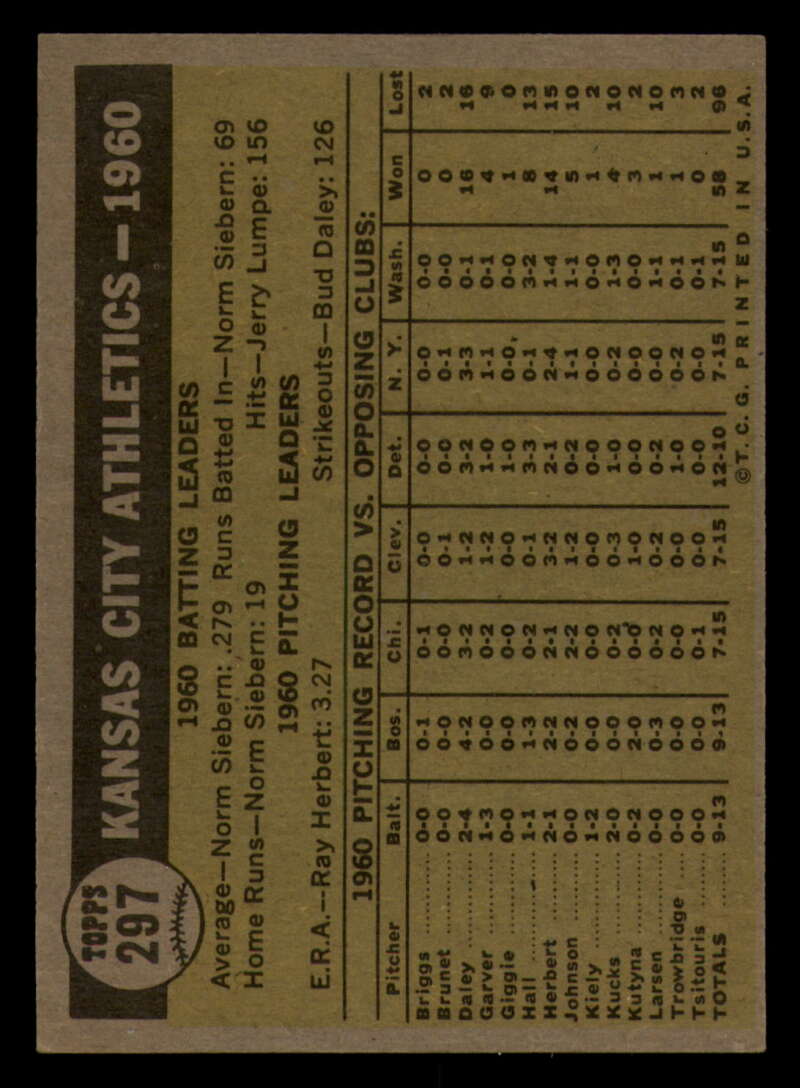 TOPPS
297
KANSAS CITY ATHLETICS—1960
1960 BATTING LEADERS
Average—Norm Siebern: .279 Runs Batted In—Norm Siebern: 69
Home Runs—Norm Siebern: 19 Hits—Jerry Lumpe: 156
1960 PITCHING LEADERS
E.R.A.—Ray Herbert: 3.27 Strikeouts—Bud Daley: 126
1960 PITCHING RECORD VS. OPPOSING CLUBS:
Pitcher Balt. Bos. Chi. Clev. Det. N. Y. Wash. Won Lost
Briggs 0-0 0-1 0-1 0-0 0-0 0-0 0-0 0 2
Brunet 0-0 0-0 0-0 0-1 0-0 0-1 0-0 0 2
Daley 2-4 4-2 3-2 1-2 3-2 3-3 0-1 16 16
Garver 1-3 0-0 0-2 1-2 1-0 1-1 0-1 4 9
Giggie 0-0 0-0 0-0 0-0 1-0 0-0 0-0 1 0
Hall 1-1 1-3 0-2 0-1 3-3 0-1 3-2 8 13
Herbert 2-1 2-2 2-1 3-2 2-1 2-4 1-4 14 15
Johnson 0-0 0-2 2-2 1-2 0-2 1-1 1-1 5 10
Kiely 1-2 0-0 0-0 0-0 0-0 0-0 0-0 1 2
Kucks 2-0 0-0 0-2 0-3 1-0 0-2 1-3 4 10
Kutyna 0-2 2-0 0-0 1-0 0-0 0-0 0-0 3 2
Larsen 0-0 0-3 0-2 0-2 0-2 0-0 1-1 1 10
Trowbridge 0-0 0-0 0-0 0-0 1-0 0-2 0-1 1 3
Tsitouris 0-0 0-0 0-1 0-0 0-0 0-0 0-1 0 2
TOTALS 9-13 9-13 7-15 7-15 12-10 7-15 7-15 58 96
©T. C. G. PRINTED IN U.S.A.